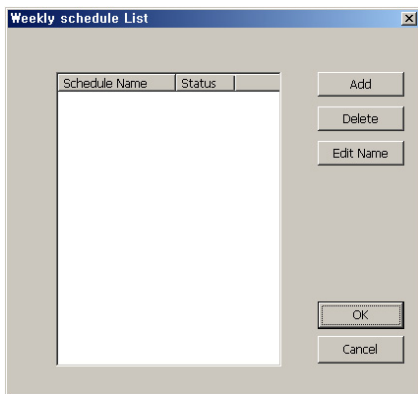 Weekly schedule List
Schedule Name Status
Add
Delete
Edit Name
OK
Cancel